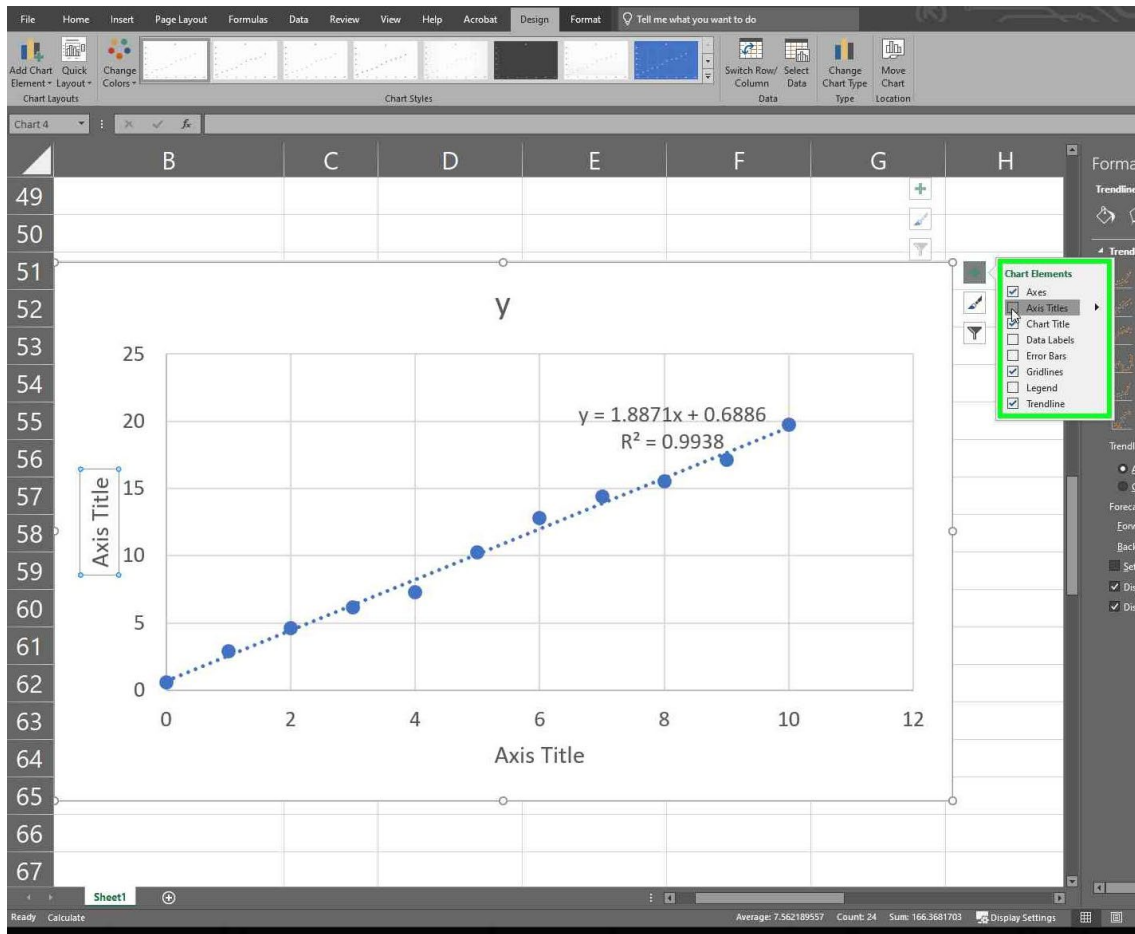 File Home Insert Page Layout Formulas Data Review View Help Acrobat Design Format Tell me what you want to do
Add Chart Element Quick Layout Change Colors Switch Row/ Column Select Data Change Chart Type Move Chart
Chart Layouts Chart Styles Data Type Location
Chart 4 fx
B C D E F G H
49
50
51
52
53
54
55
56
57
58
59
60
61
62
63
64
65
66
67
y
25
20
15
10
5
0
y = 1.8871x + 0.6886
R² = 0.9938
Axis Title
0 2 4 6 8 10 12
Axis Title
Chart Elements
Axes
Axis Titles
Chart Title
Data Labels
Error Bars
Gridlines
Legend
Trendline
Trendline
Sheet1
Ready Calculate Average: 7.562189557 Count: 24 Sum: 166.3681703 Display Settings